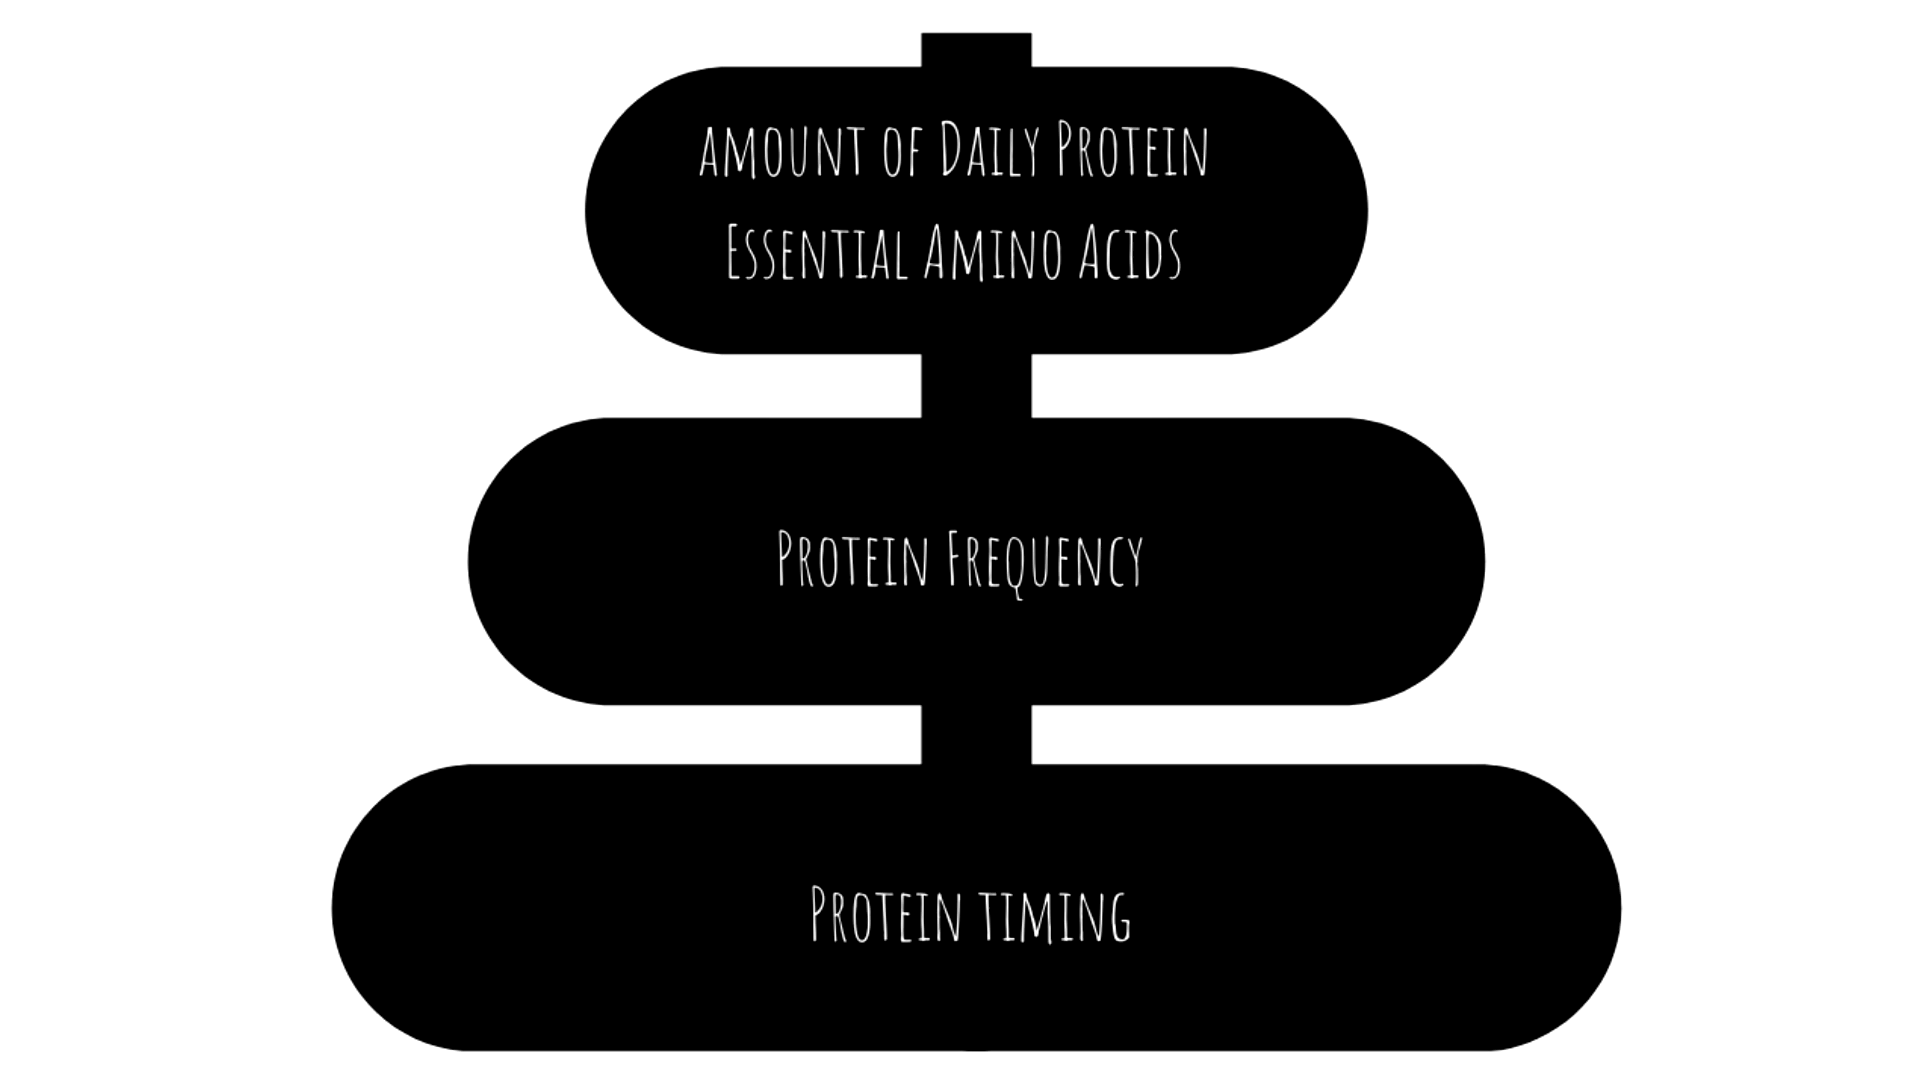 Amount of Daily Protein
Essential Amino Acids
Protein Frequency
Protein timing